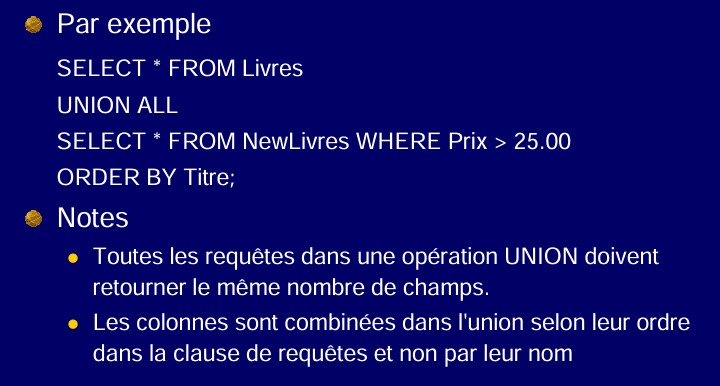 Par exemple
SELECT * FROM Livres
UNION ALL
SELECT * FROM NewLivres WHERE Prix > 25.00
ORDER BY Titre;
Notes
Toutes les requêtes dans une opération UNION doivent
retourner le même nombre de champs.
Les colonnes sont combinées dans l'union selon leur ordre
dans la clause de requêtes et non par leur nom